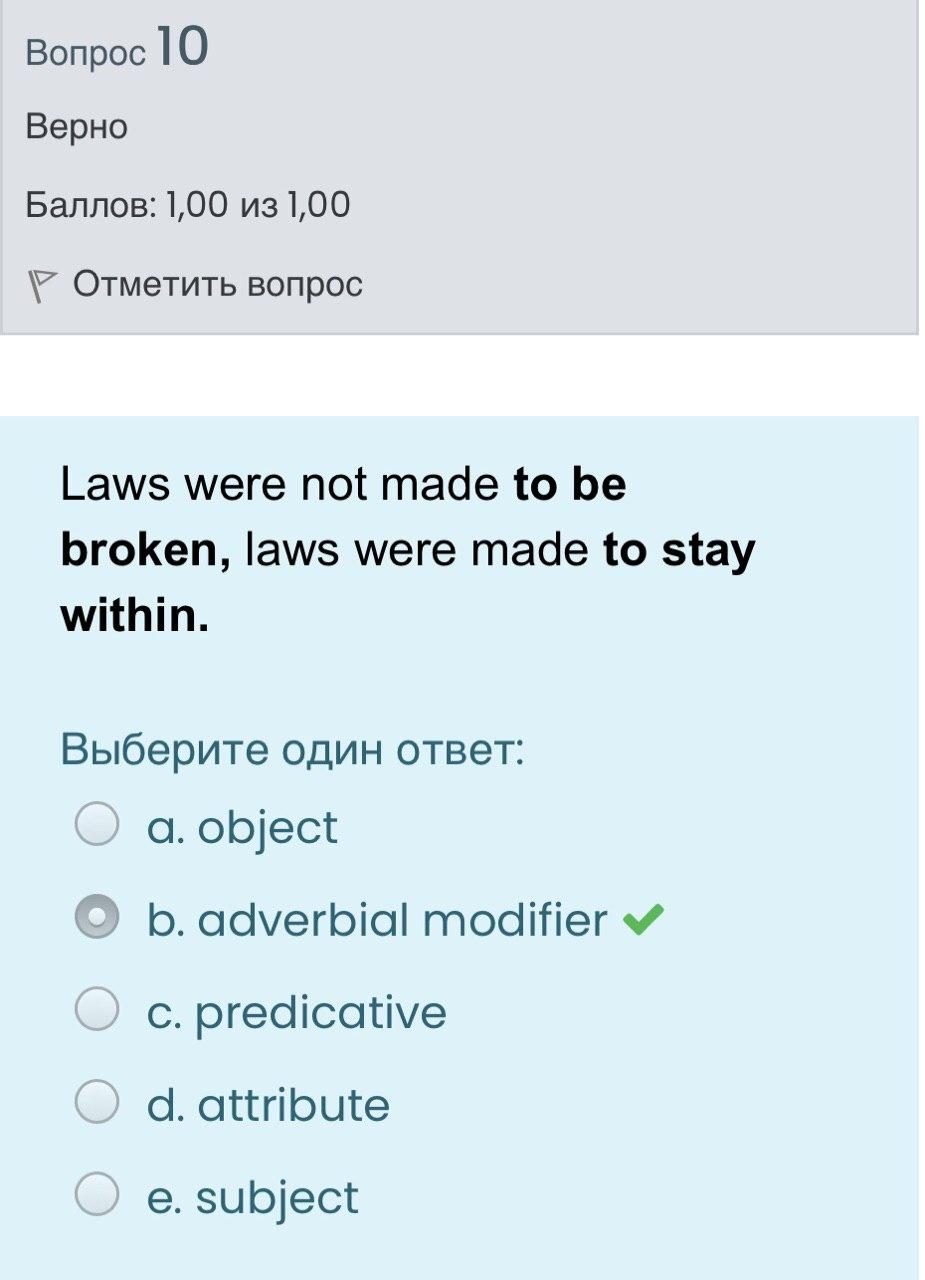 Вопрос 10
Верно
Баллов: 1,00 из 1,00
Отметить вопрос
Laws were not made to be
broken, laws were made to stay
within.
Выберите один ответ:
a. object
b. adverbial modifier
c. predicative
d. attribute
e. subject